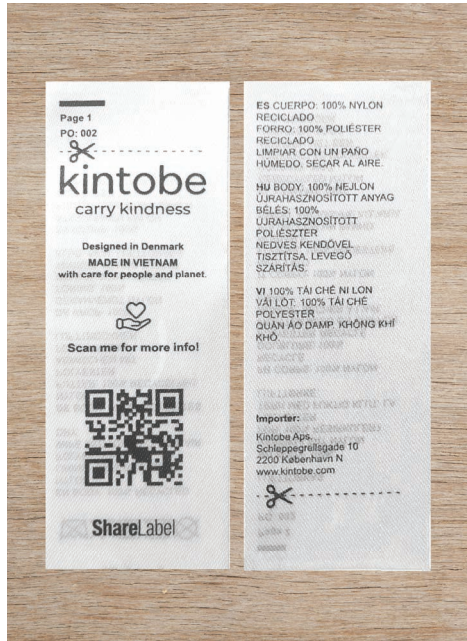 Page 1
PO: 002
kintobe
carry kindness
Designed in Denmark
MADE IN VIETNAM
with care for people and planet.
Scan me for more info!
ShareLabel
ES CUERPO: 100% NYLON
RECICLADO
FORRO: 100% POLIÉSTER
RECICLADO
LIMPIAR CON UN PAÑO
HÚMEDO. SECAR AL AIRE.
HU BODY: 100% NEJLON
ÚJRAHASZNOSÍTOTT ANYAG
BÉLÉS: 100%
ÚJRAHASZNOSÍTOTT
POLIÉSZTER
NEDVES KENDŐVEL
TISZTÍTSA, LEVEGŐ
SZÁRÍTÁS.
VI 100% TÁI CHẾ NI LON
VẢI LÓT: 100% TÁI CHẾ
POLYESTER
QUẦN ÁO DAMP. KHÔNG KHÍ
KHÔ.
Importer:
Kintobe Aps.
Schleppegrellsgade 10
2200 København N
www.kintobe.com